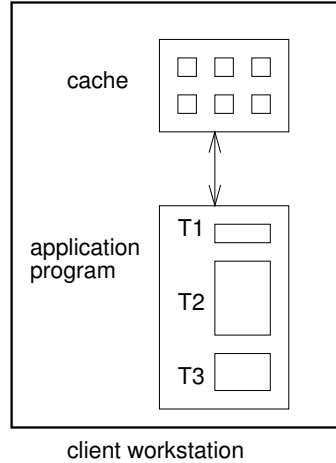 cache
application
program
T1
T2
T3
client workstation